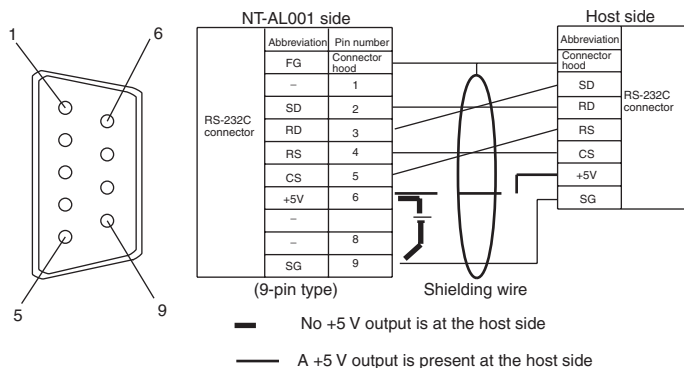 NT-AL001 side
Host side
1
6
5
9
RS-232C
connector
Abbreviation Pin number
FG Connector
hood
– 1
SD 2
RD 3
RS 4
CS 5
+5V 6
–
– 8
SG 9
(9-pin type)
Shielding wire
Abbreviation
Connector
hood
SD
RD
RS
CS
+5V
SG
RS-232C
connector
No +5 V output is at the host side
A +5 V output is present at the host side